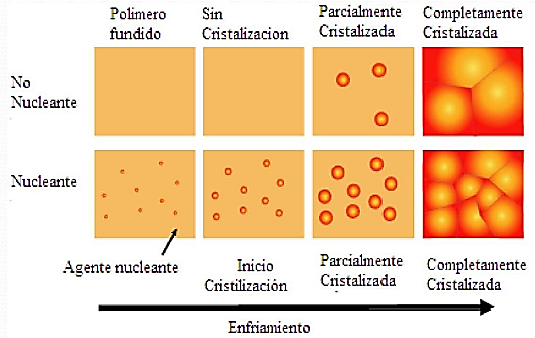 Polimero
fundido
Sin
Cristalizacion
Parcialmente
Cristalizada
Completamente
Cristalizada
No
Nucleante
Nucleante
Agente nucleante
Inicio
Cristilización
Parcialmente
Cristalizada
Completamente
Cristalizada
Enfriamiento